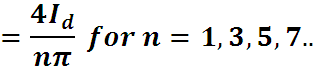 = 4I_d / nπ for n = 1, 3, 5, 7..